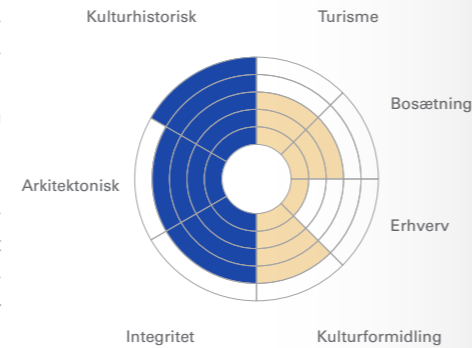 Kulturhistorisk
Turisme
Bosætning
Arkitektonisk
Erhverv
Integritet
Kulturformidling